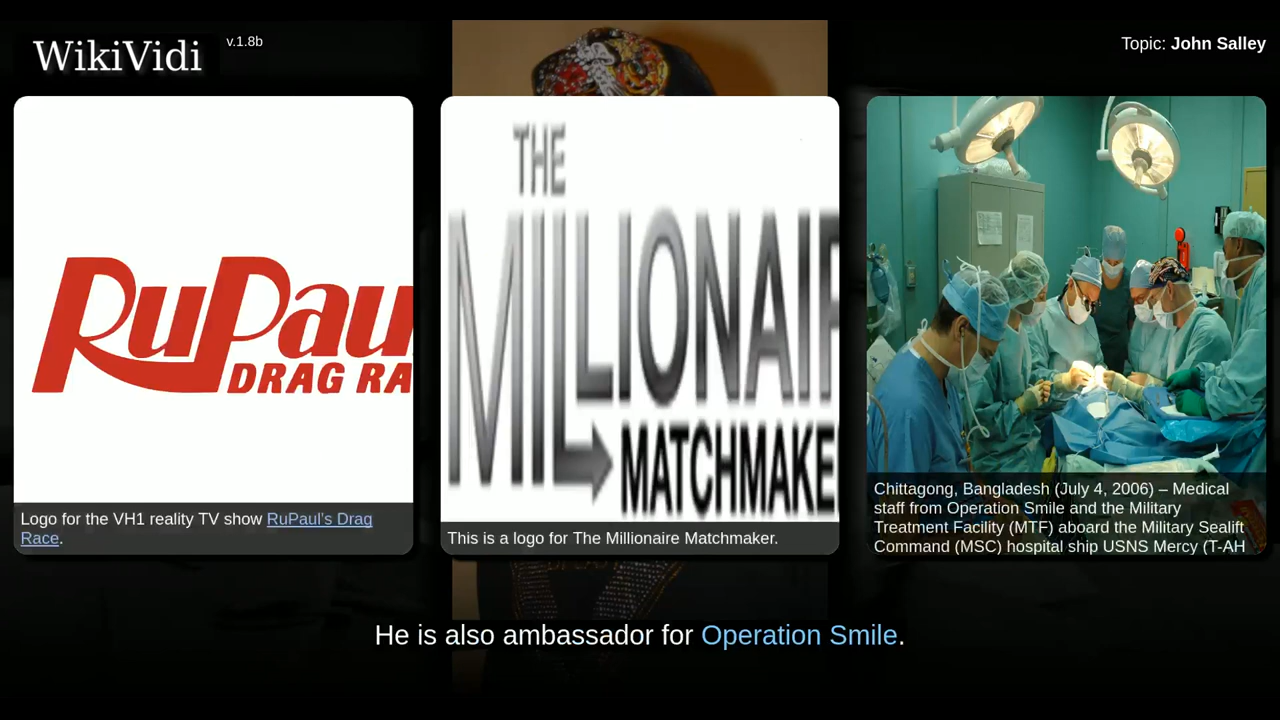 WikiVidi
v.1.8b
Topic: John Salley
RuPau
DRAG RA
Logo for the VH1 reality TV show RuPaul's Drag
Race.
THE
MILLIONAIR
MATCHMAKE
This is a logo for The Millionaire Matchmaker.
Chittagong, Bangladesh (July 4, 2006) – Medical
staff from Operation Smile and the Military
Treatment Facility (MTF) aboard the Military Sealift
Command (MSC) hospital ship USNS Mercy (T-AH
He is also ambassador for Operation Smile.